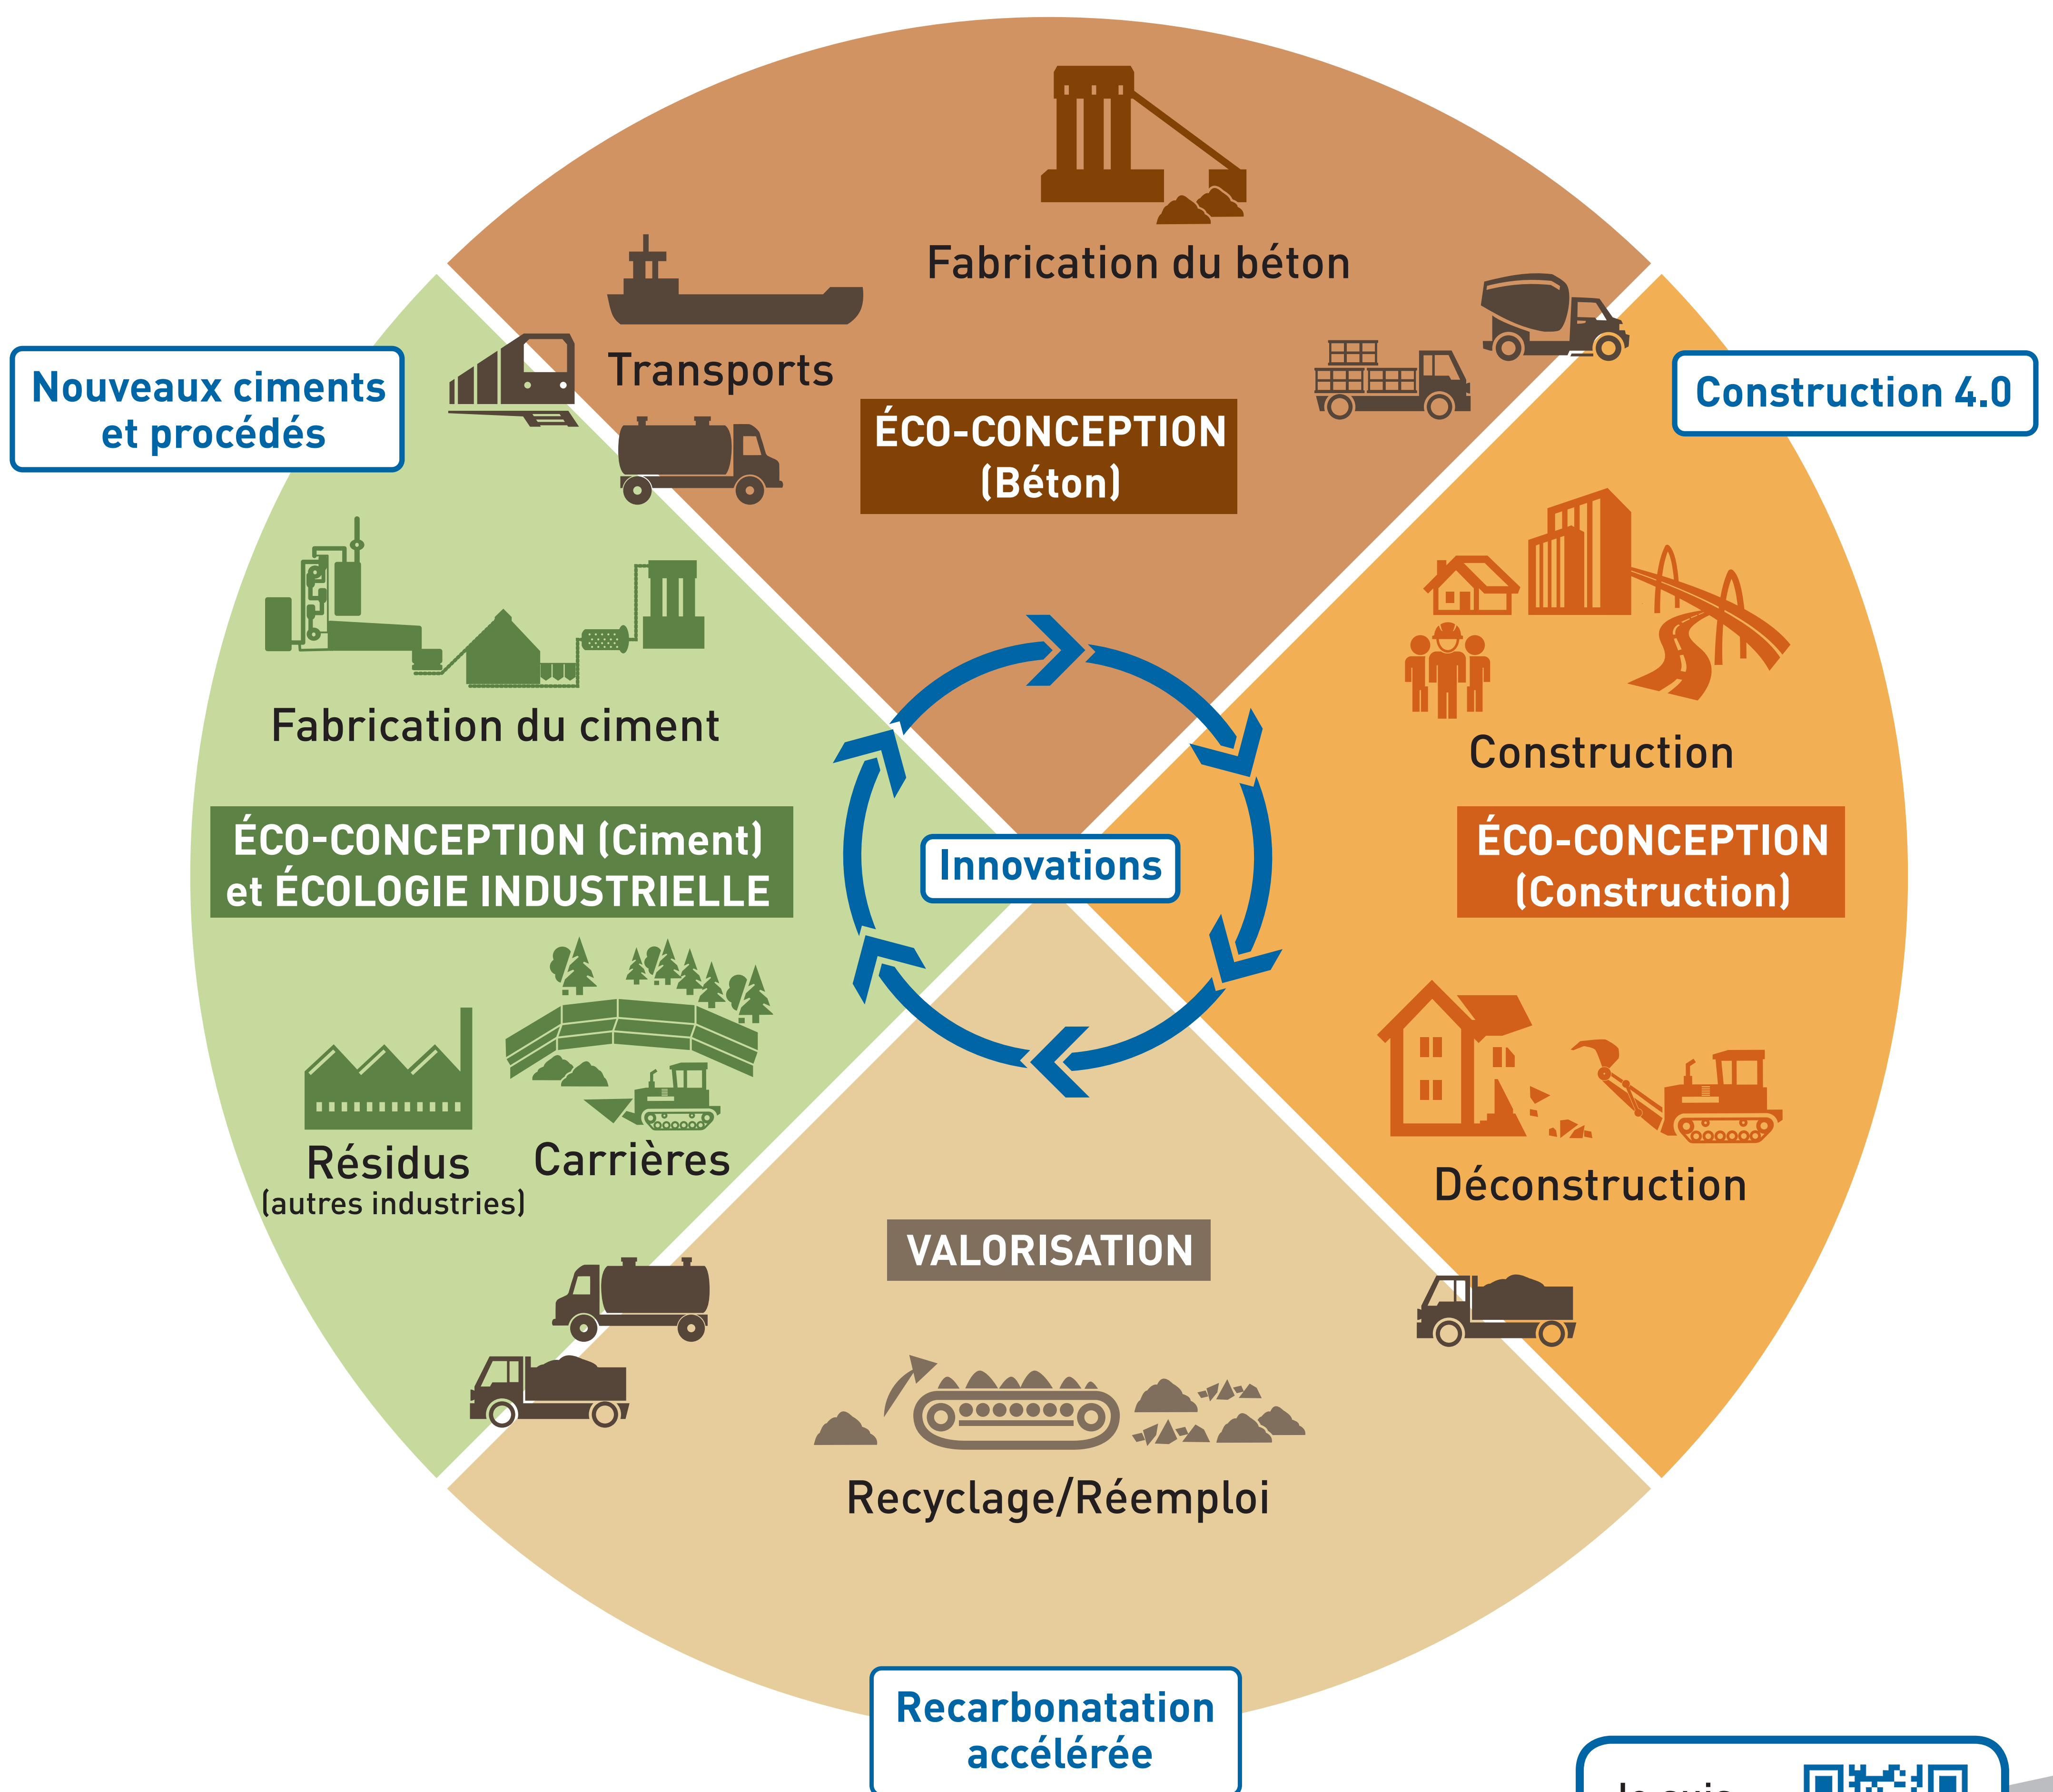 Fabrication du béton
Transports
ÉCO-CONCEPTION
(Béton)
Nouveaux ciments
et procédés
Construction 4.0
Fabrication du ciment
Construction
ÉCO-CONCEPTION (Ciment)
et ÉCOLOGIE INDUSTRIELLE
Innovations
ÉCO-CONCEPTION
(Construction)
Résidus
(autres industries)
Carrières
Déconstruction
VALORISATION
Recyclage/Réemploi
Recarbonatation
accélérée
Je suis